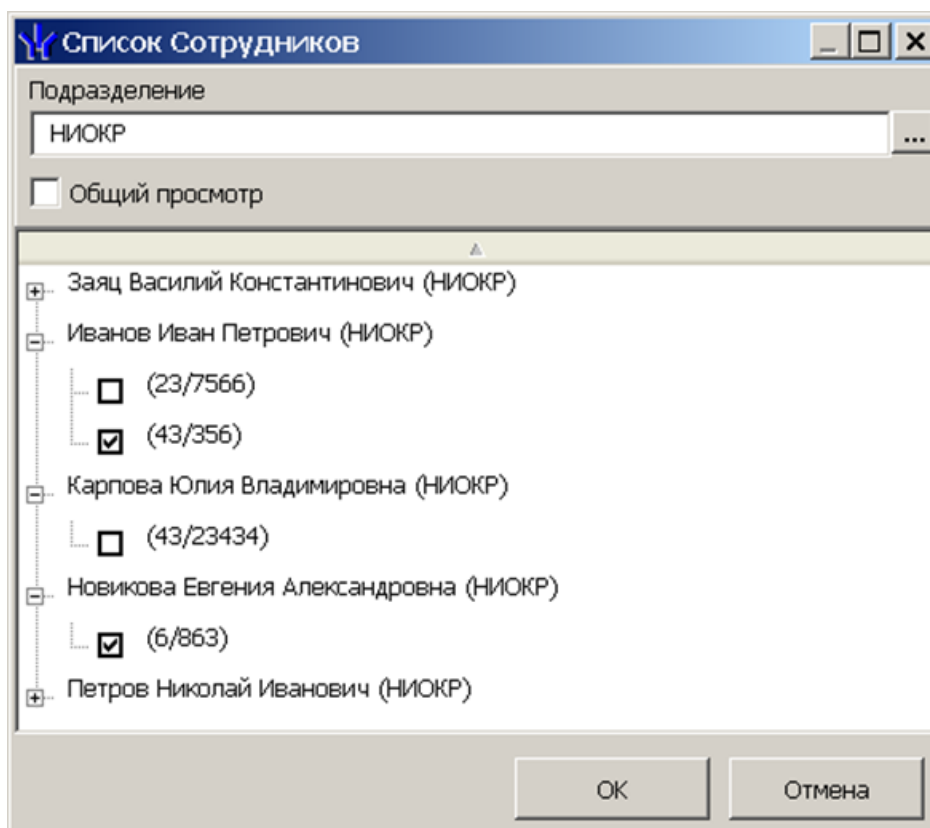 Список Сотрудников
Подразделение
НИОКР
...
Общий просмотр
Заяц Василий Константинович (НИОКР)
Иванов Иван Петрович (НИОКР)
(23/7566)
(43/356)
Карпова Юлия Владимировна (НИОКР)
(43/23434)
Новикова Евгения Александровна (НИОКР)
(6/863)
Петров Николай Иванович (НИОКР)
OK
Отмена